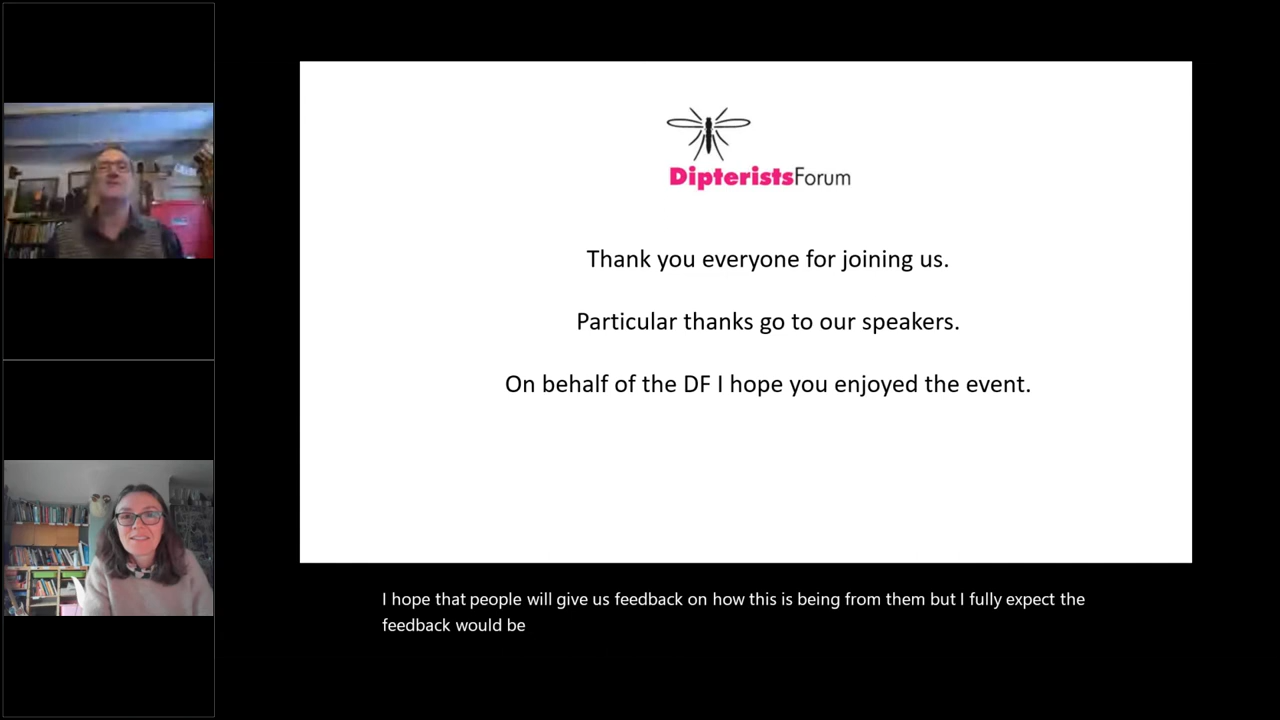 DipteristsForum
Thank you everyone for joining us.
Particular thanks go to our speakers.
On behalf of the DF I hope you enjoyed the event.
I hope that people will give us feedback on how this is being from them but I fully expect the
feedback would be